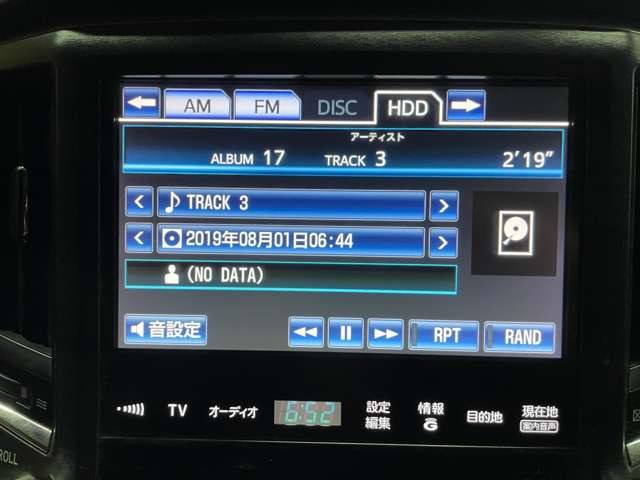 AM FM DISC HDD
アーティスト
ALBUM 17 TRACK 3 2'19"
TRACK 3
2019年08月01日06:44
(NO DATA)
音設定 RPT RAND
TV オーディオ 6:52 設定編集 情報G 目的地 現在地
案内音声
ROLL